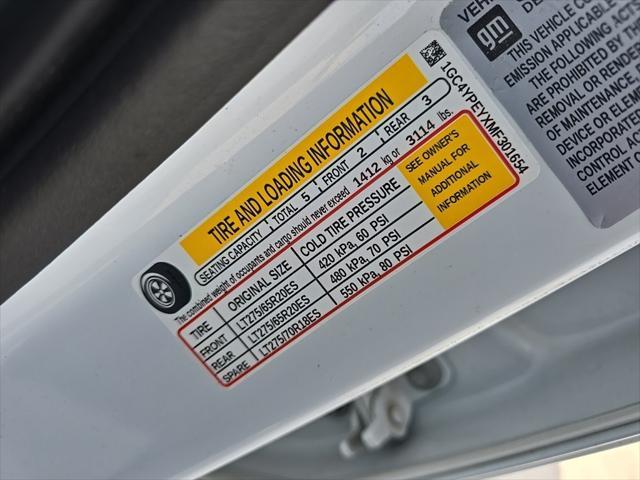 TIRE AND LOADING INFORMATION
SEATING CAPACITY TOTAL 5 FRONT 2 REAR 3
The combined weight of occupants and cargo should never exceed 1412 kg or 3114 lbs.
TIRE ORIGINAL SIZE COLD TIRE PRESSURE
FRONT LT275/65R20ES 420 kPa, 60 PSI
REAR LT275/65R20ES 480 kPa, 70 PSI
SPARE LT275/70R18ES 550 kPa, 80 PSI
SEE OWNER'S
MANUAL FOR
ADDITIONAL
INFORMATION
1GC4YPEYXMF301654
gm
THIS VEHICLE CO
EMISSION APPLICABLE
THE FOLLOWING A
ARE PROHIBITED BY
REMOVAL OR RENDE
OF MAINTENANCE
DEVICE OR ELEME
INCORPORATE
CONTROL A
ELEMENT